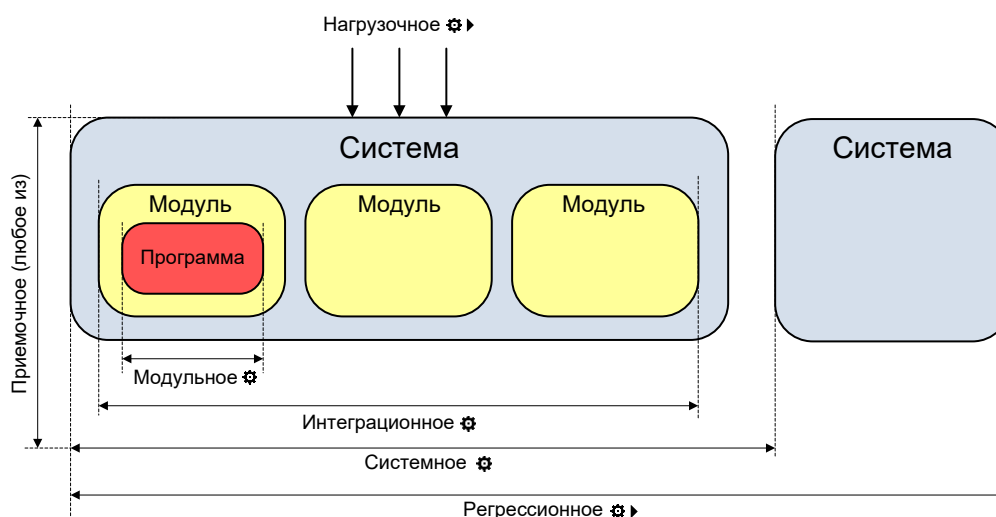 Нагрузочное
Система
Система
Модуль
Модуль
Модуль
Программа
Приемочное (любое из)
Модульное
Интеграционное
Системное
Регрессионное